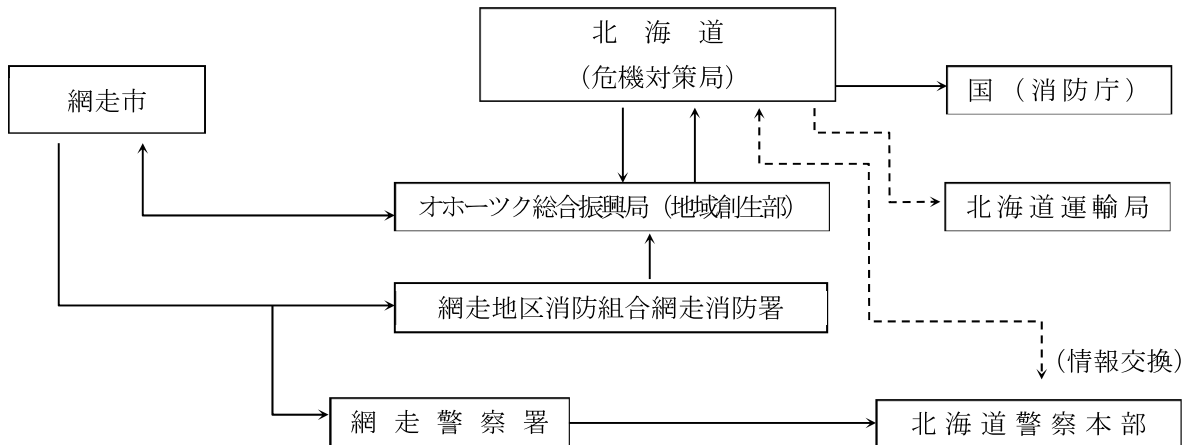 北海道
（危機対策局）
網走市
国（消防庁）
オホーツク総合振興局（地域創生部）
北海道運輸局
網走地区消防組合網走消防署
（情報交換）
網走警察署
北海道警察本部